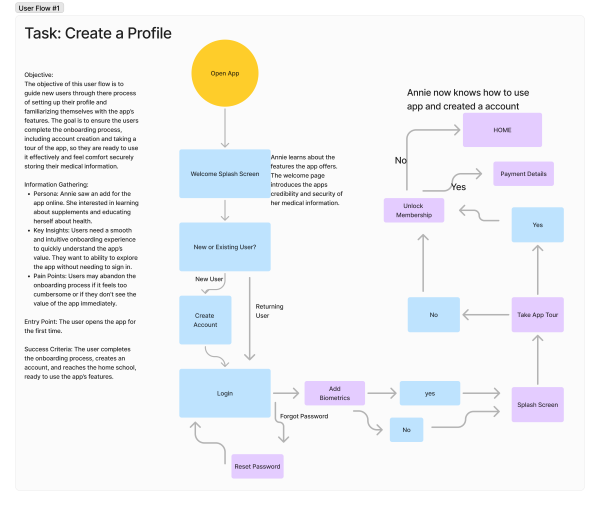 User Flow #1
Task: Create a Profile
Objective:
The objective of this user flow is to
guide new users through there process
of setting up their profile and
familiarizing themselves with the app's
features. The goal is to ensure the users
complete the onboarding process,
including account creation and taking a
tour of the app, so they are ready to use
it effectively and feel comfort securely
storing their medical information.
Information Gathering:
• Persona: Annie saw an add for the
app online. She interested in
learning about supplements and
educating herself about health.
• Key Insights: Users need a smooth
and intuitive onboarding experience
to quickly understand the app's
value. They want to ability to explore
the app without needing to sign in.
• Pain Points: Users may abandon the
onboarding process if it feels too
cumbersome or if they don't see the
value of the app immediately.
Entry Point: The user opens the app for
the first time.
Success Criteria: The user completes
the onboarding process, creates an
account, and reaches the home school,
ready to use the app's features.
Open App
Welcome Splash Screen
Annie learns about the
features the app offers.
The welcome page
introduces the apps
credibility and security of
her medical information.
New or Existing User?
New User
Returning
User
Create
Account
Login
Forgot Password
Reset Password
Add
Biometrics
yes
No
Splash Screen
Take App Tour
Yes
No
Unlock
Membership
Yes
No
Payment Details
HOME
Annie now knows how to use
app and created a account